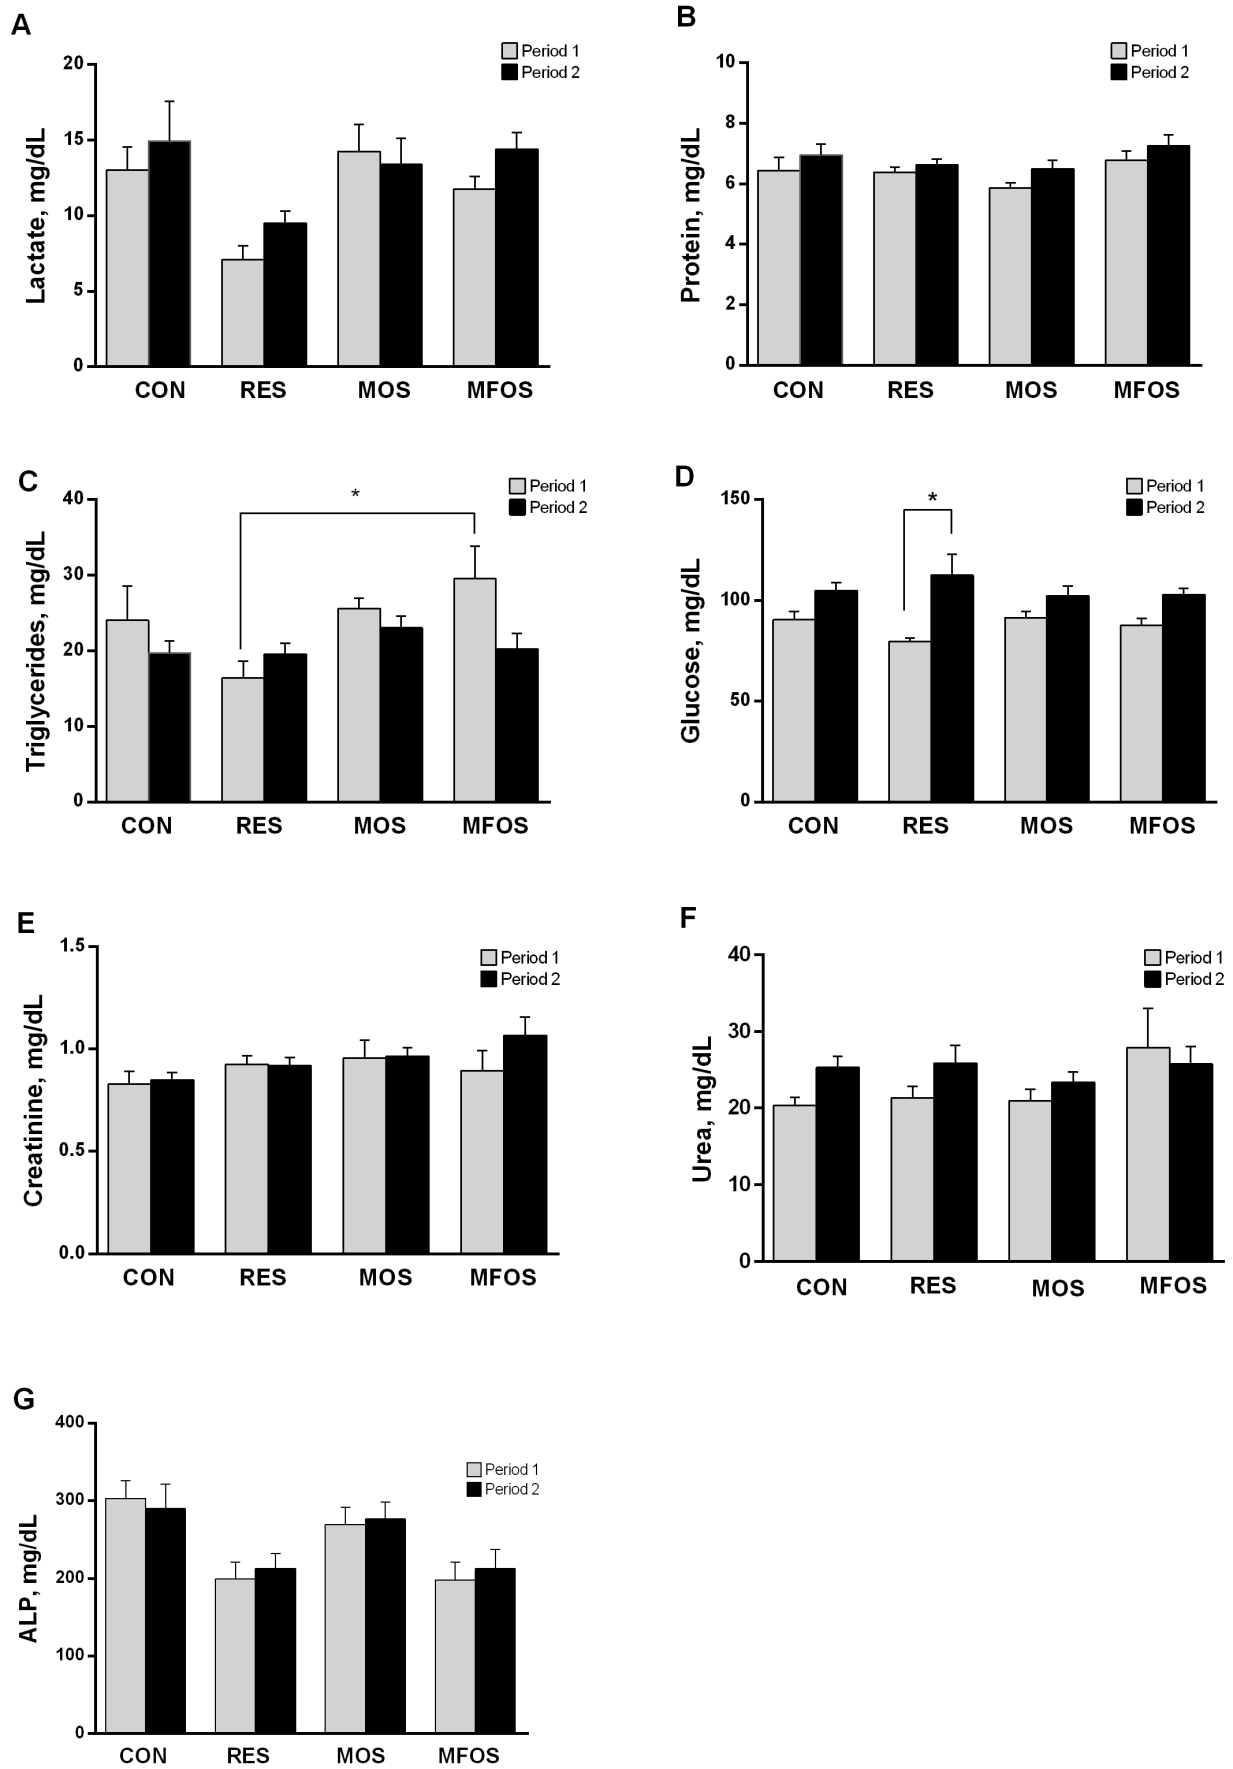 A
Period 1
Period 2
20
15
10
5
0
Lactate, mg/dL
CON RES MOS MFOS
B
Period 1
Period 2
10
8
6
4
2
0
Protein, mg/dL
CON RES MOS MFOS
C
Period 1
Period 2
*
40
30
20
10
0
Triglycerides, mg/dL
CON RES MOS MFOS
D
Period 1
Period 2
*
150
100
50
0
Glucose, mg/dL
CON RES MOS MFOS
E
Period 1
Period 2
1.5
1.0
0.5
0.0
Creatinine, mg/dL
CON RES MOS MFOS
F
Period 1
Period 2
40
30
20
10
0
Urea, mg/dL
CON RES MOS MFOS
G
Period 1
Period 2
400
300
200
100
0
ALP, mg/dL
CON RES MOS MFOS